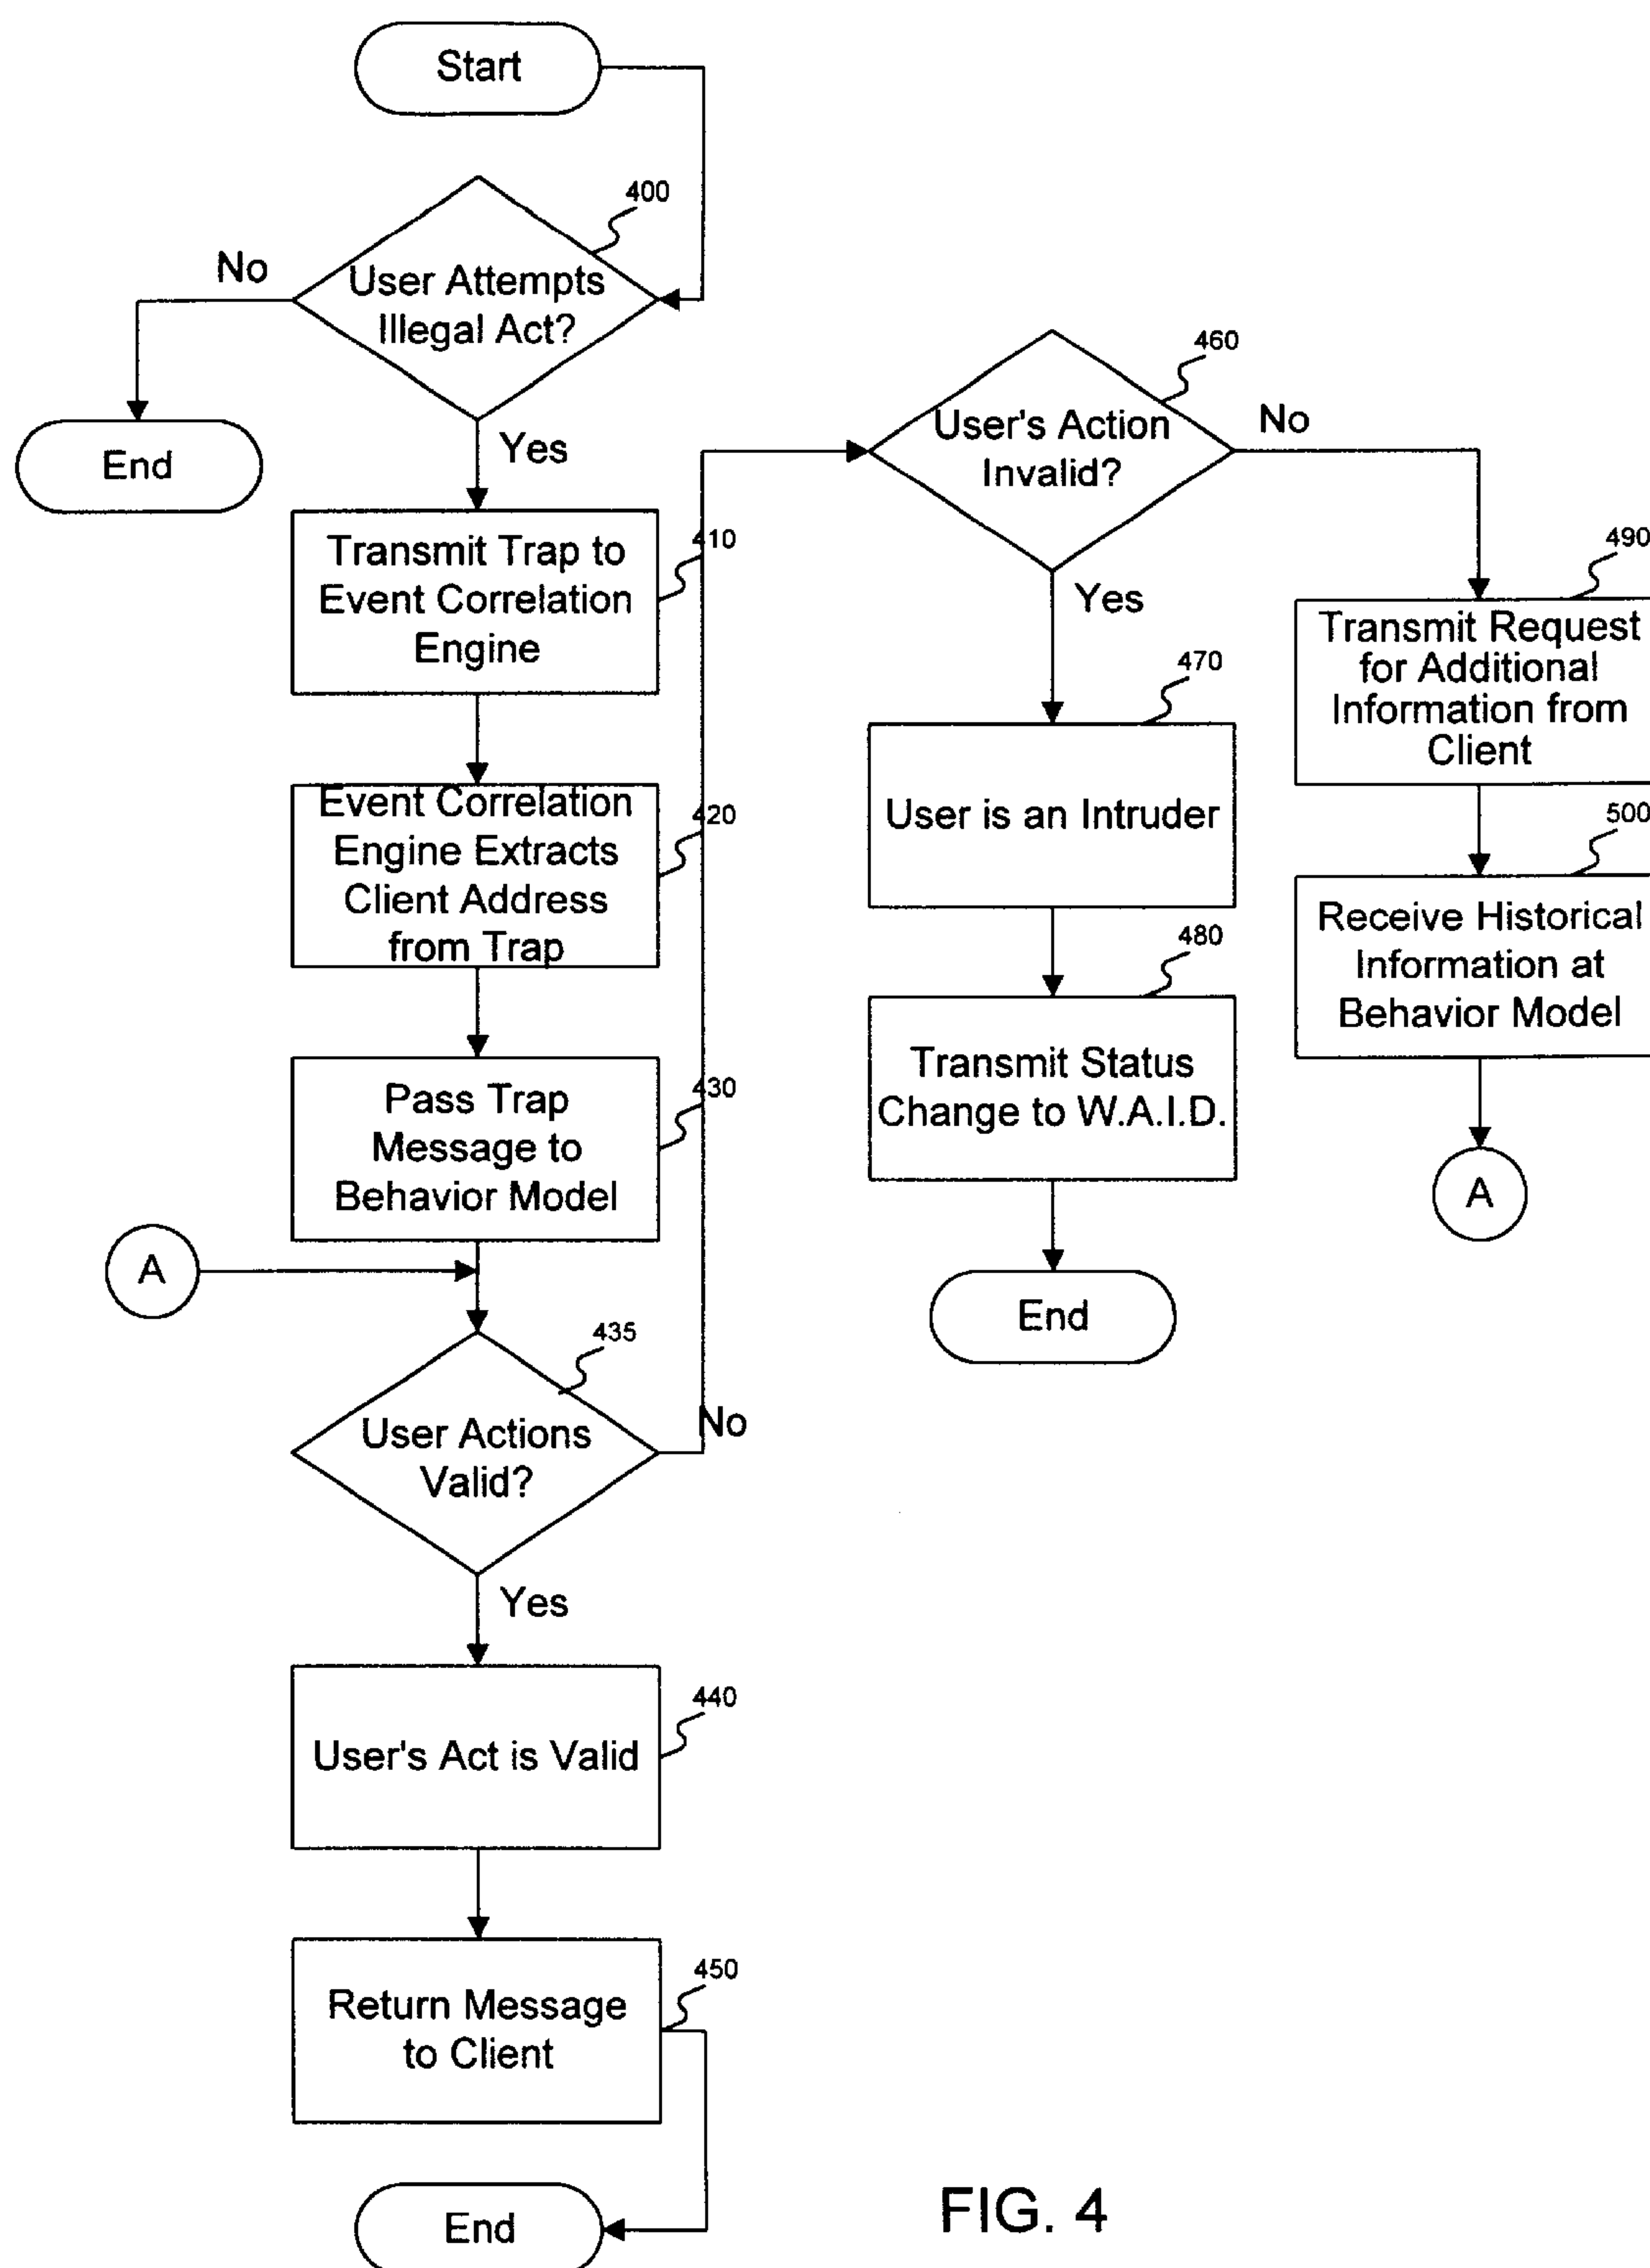 Start
400
User Attempts
Illegal Act?
No
End
Yes
410
Transmit Trap to
Event Correlation
Engine
420
Event Correlation
Engine Extracts
Client Address
from Trap
430
Pass Trap
Message to
Behavior Model
A
435
User Actions
Valid?
No
Yes
440
User's Act is Valid
450
Return Message
to Client
End
460
User's Action
Invalid?
No
Yes
470
User is an Intruder
480
Transmit Status
Change to W.A.I.D.
End
490
Transmit Request
for Additional
Information from
Client
500
Receive Historical
Information at
Behavior Model
A
FIG. 4